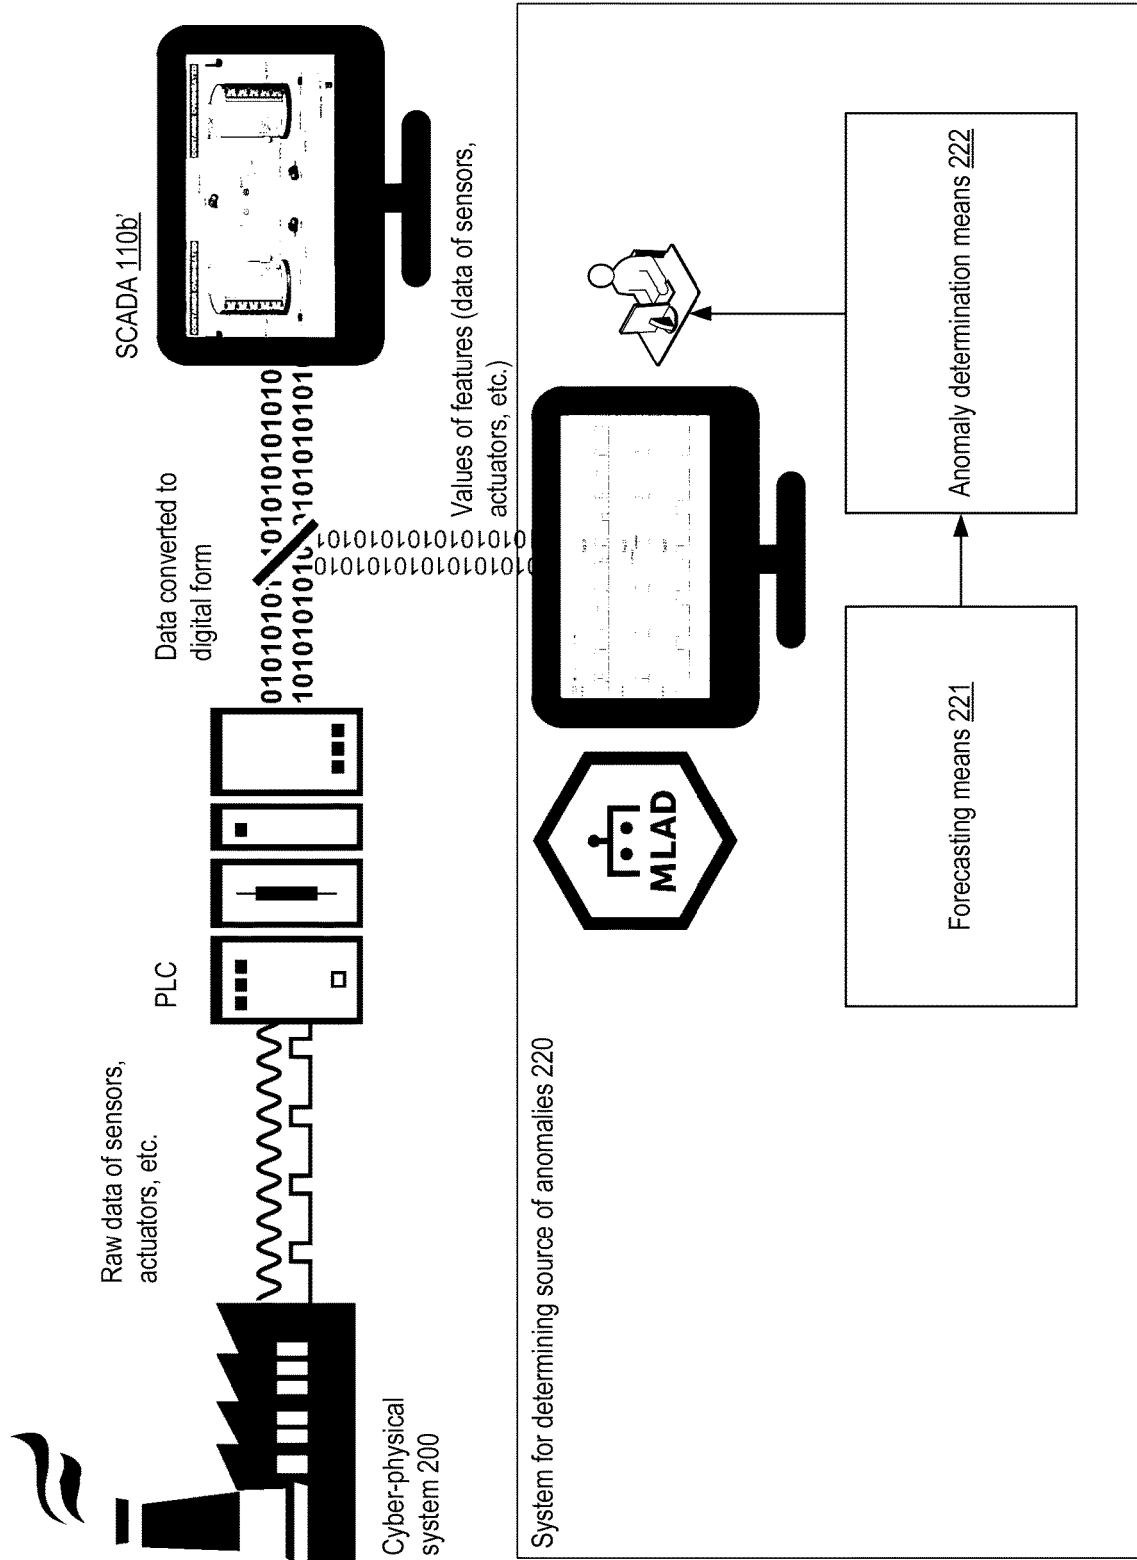 Raw data of sensors,
actuators, etc.
Data converted to
digital form
SCADA 110b'
PLC
010101010101010101010
101010101010101010101
Cyber-physical
system 200
Values of features (data of sensors,
actuators, etc.)
System for determining source of anomalies 220
MLAD
Forecasting means 221
Anomaly determination means 222